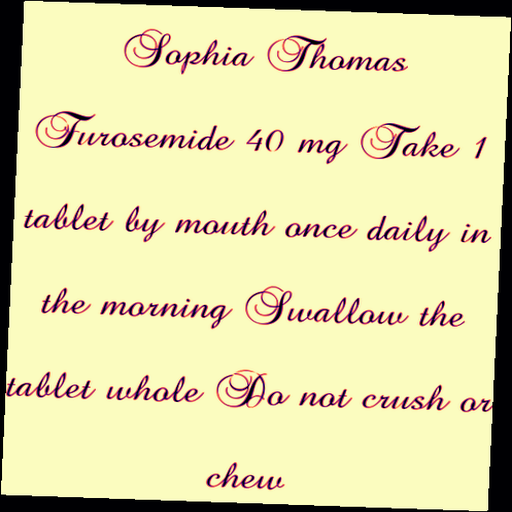 Sophia Thomas
Furosemide 40 mg Take 1
tablet by mouth once daily in
the morning Swallow the
tablet whole Do not crush or
chew